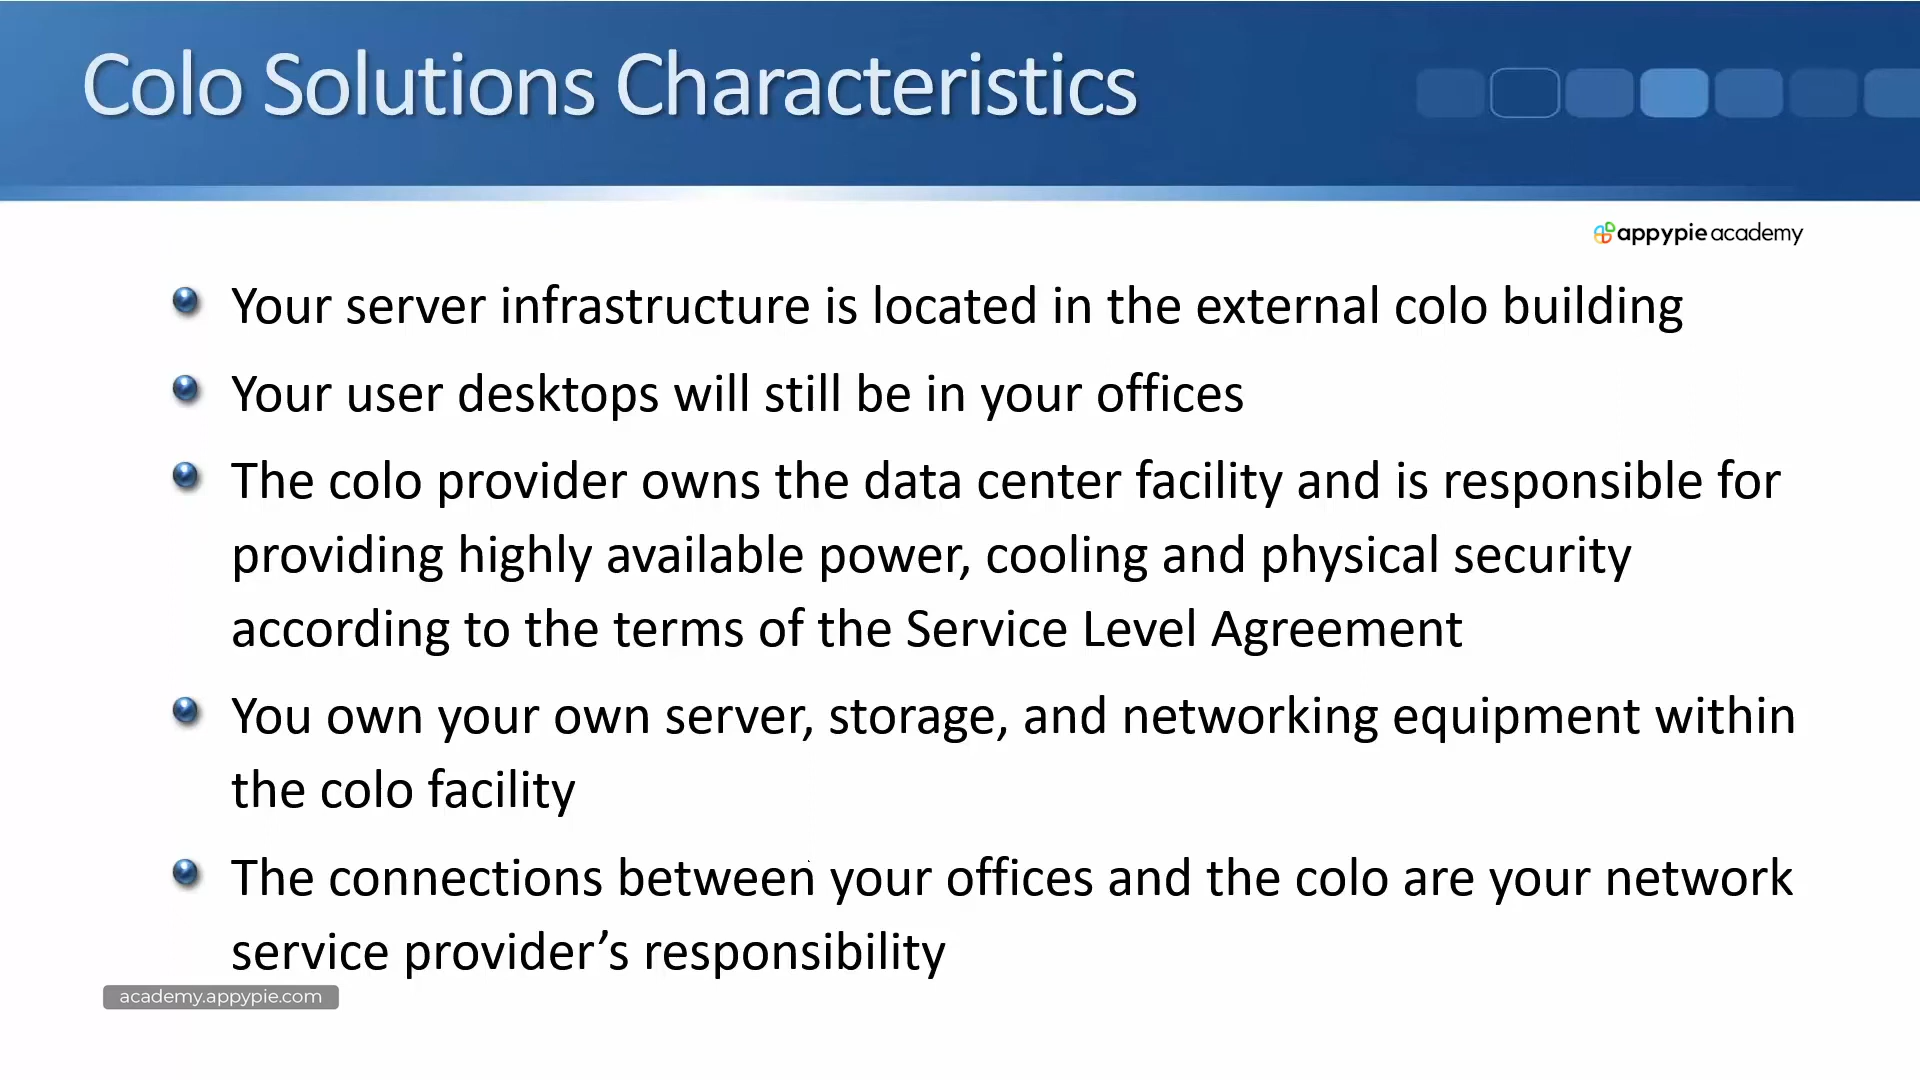 Colo Solutions Characteristics
appypie academy
Your server infrastructure is located in the external colo building
Your user desktops will still be in your offices
The colo provider owns the data center facility and is responsible for
providing highly available power, cooling and physical security
according to the terms of the Service Level Agreement
You own your own server, storage, and networking equipment within
the colo facility
The connections between your offices and the colo are your network
service provider’s responsibility
academy.appypie.com